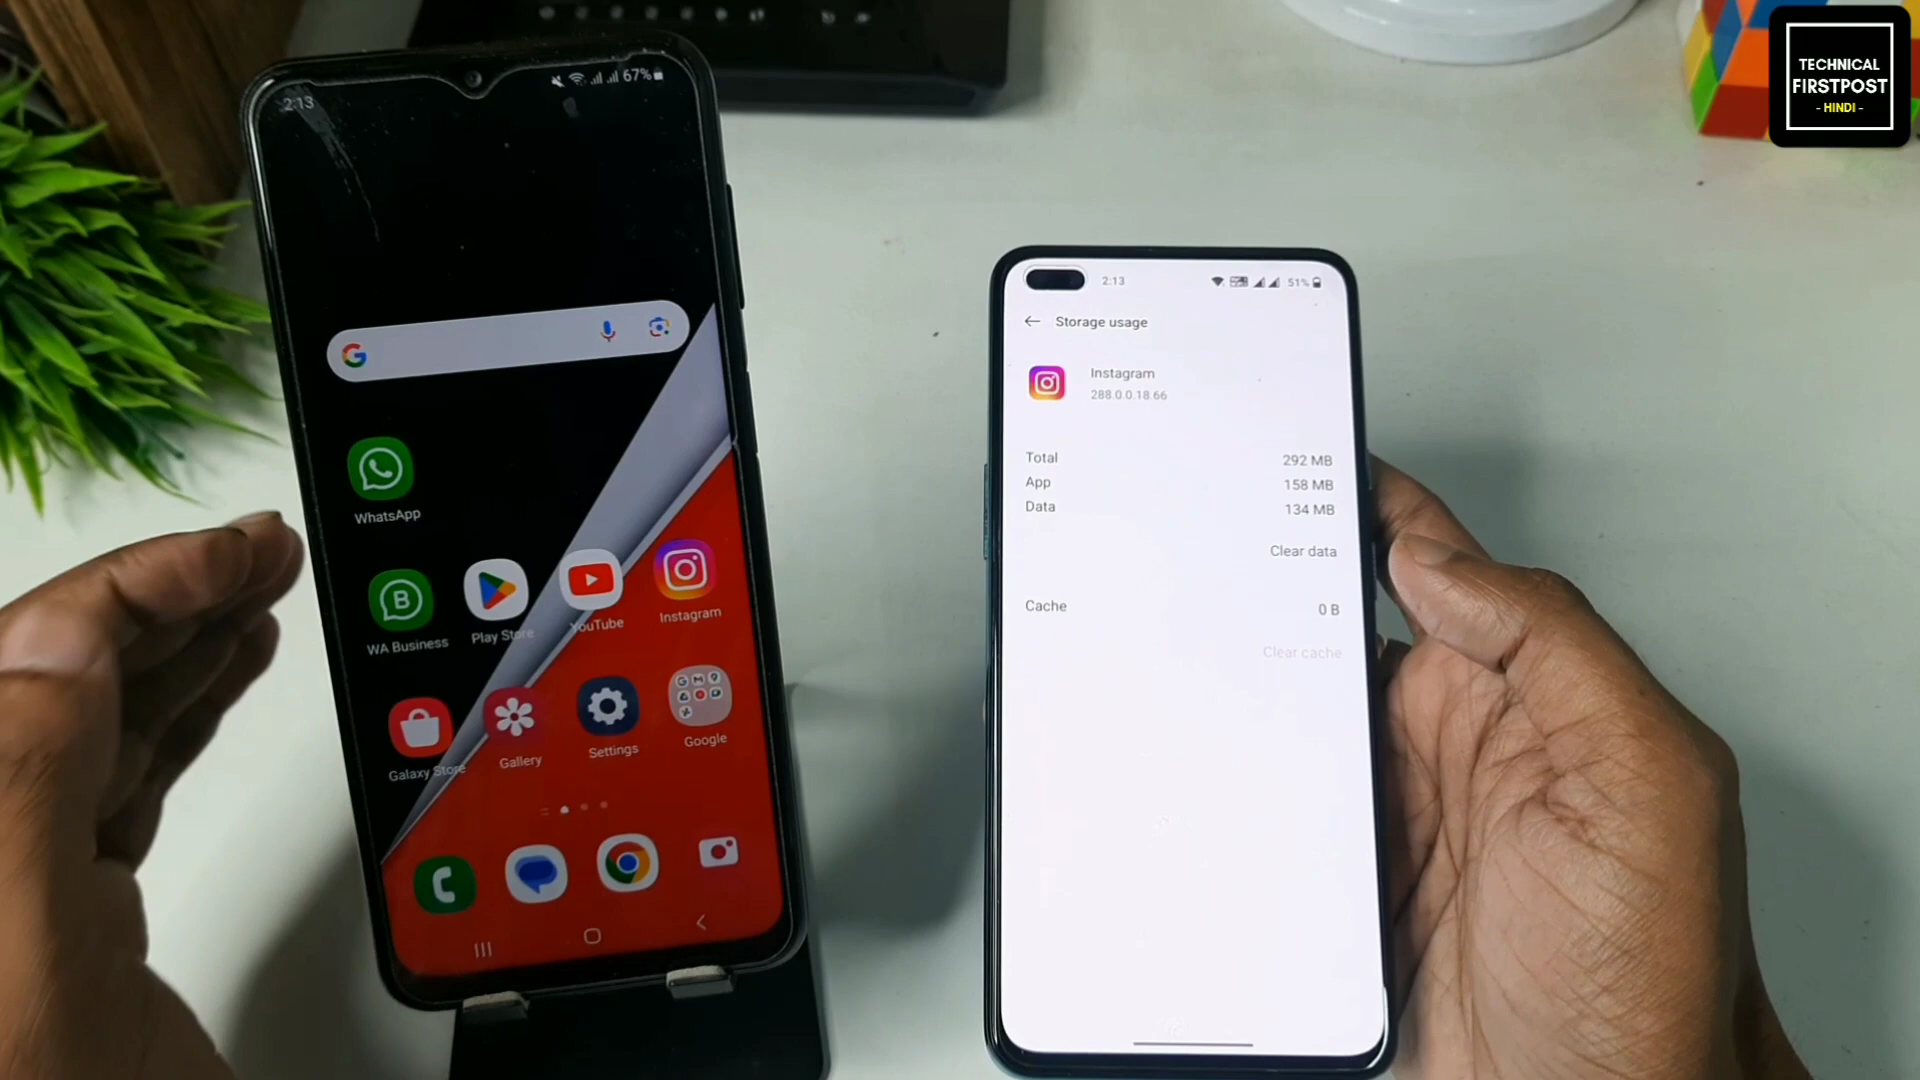 TECHNICAL
FIRSTPOST
- HINDI -
2:13
67%
WhatsApp
WA Business
Play Store
YouTube
Instagram
Galaxy Store
Gallery
Settings
Google
2:13
51%
Storage usage
Instagram
288.0.0.18.66
Total 292 MB
App 158 MB
Data 134 MB
Clear data
Cache 0 B
Clear cache